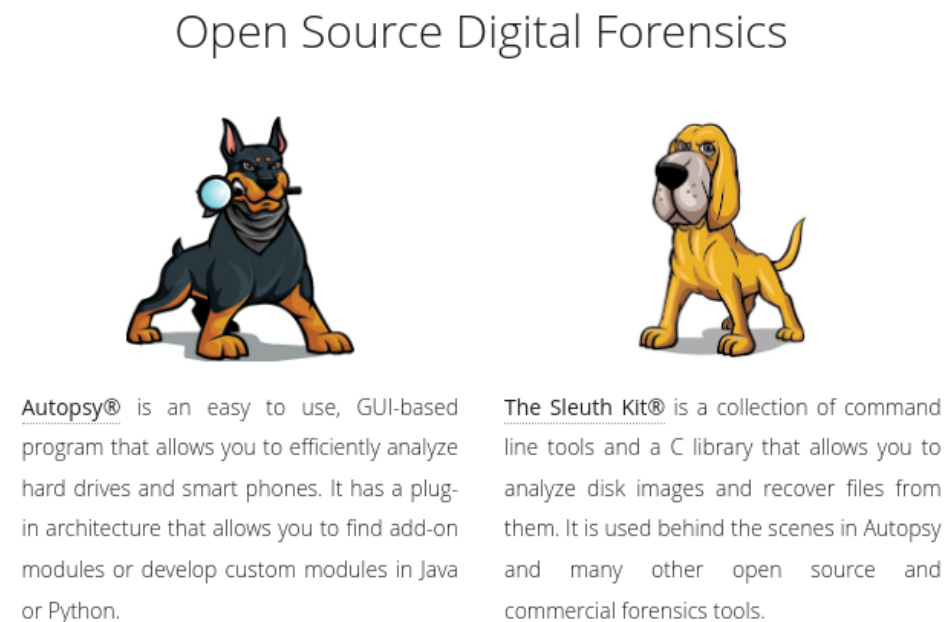 Open Source Digital Forensics
Autopsy® is an easy to use, GUI-based
program that allows you to efficiently analyze
hard drives and smart phones. It has a plug-
in architecture that allows you to find add-on
modules or develop custom modules in Java
or Python.
The Sleuth Kit® is a collection of command
line tools and a C library that allows you to
analyze disk images and recover files from
them. It is used behind the scenes in Autopsy
and many other open source and
commercial forensics tools.